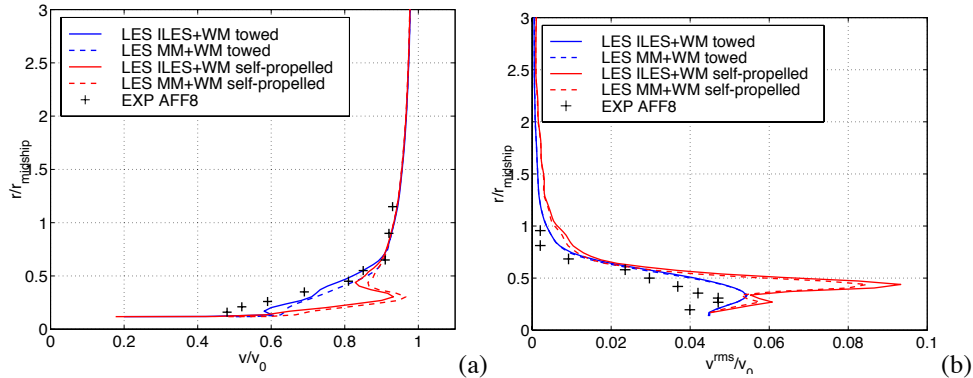 3
2.5
2
1.5
1
0.5
0
r/r_midship
LES ILES+WM towed
LES MM+WM towed
LES ILES+WM self-propelled
LES MM+WM self-propelled
EXP AFF8
0 0.2 0.4 0.6 0.8 1
v/v_0
(a)
3
2.5
2
1.5
1
0.5
0
r/r_midship
LES ILES+WM towed
LES MM+WM towed
LES ILES+WM self-propelled
LES MM+WM self-propelled
EXP AFF8
0 0.02 0.04 0.06 0.08 0.1
v^rms/v_0
(b)